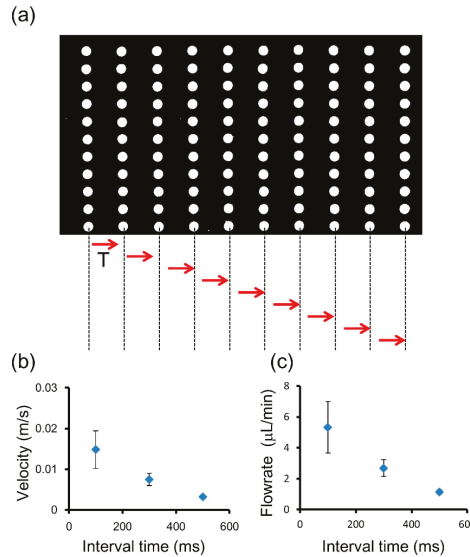 (a)
T
(b)
0.03
0.02
0.01
0
0 200 400 600
Velocity (m/s)
Interval time (ms)
(c)
8
6
4
2
0
0 200 400
Flowrate (μL/min)
Interval time (ms)